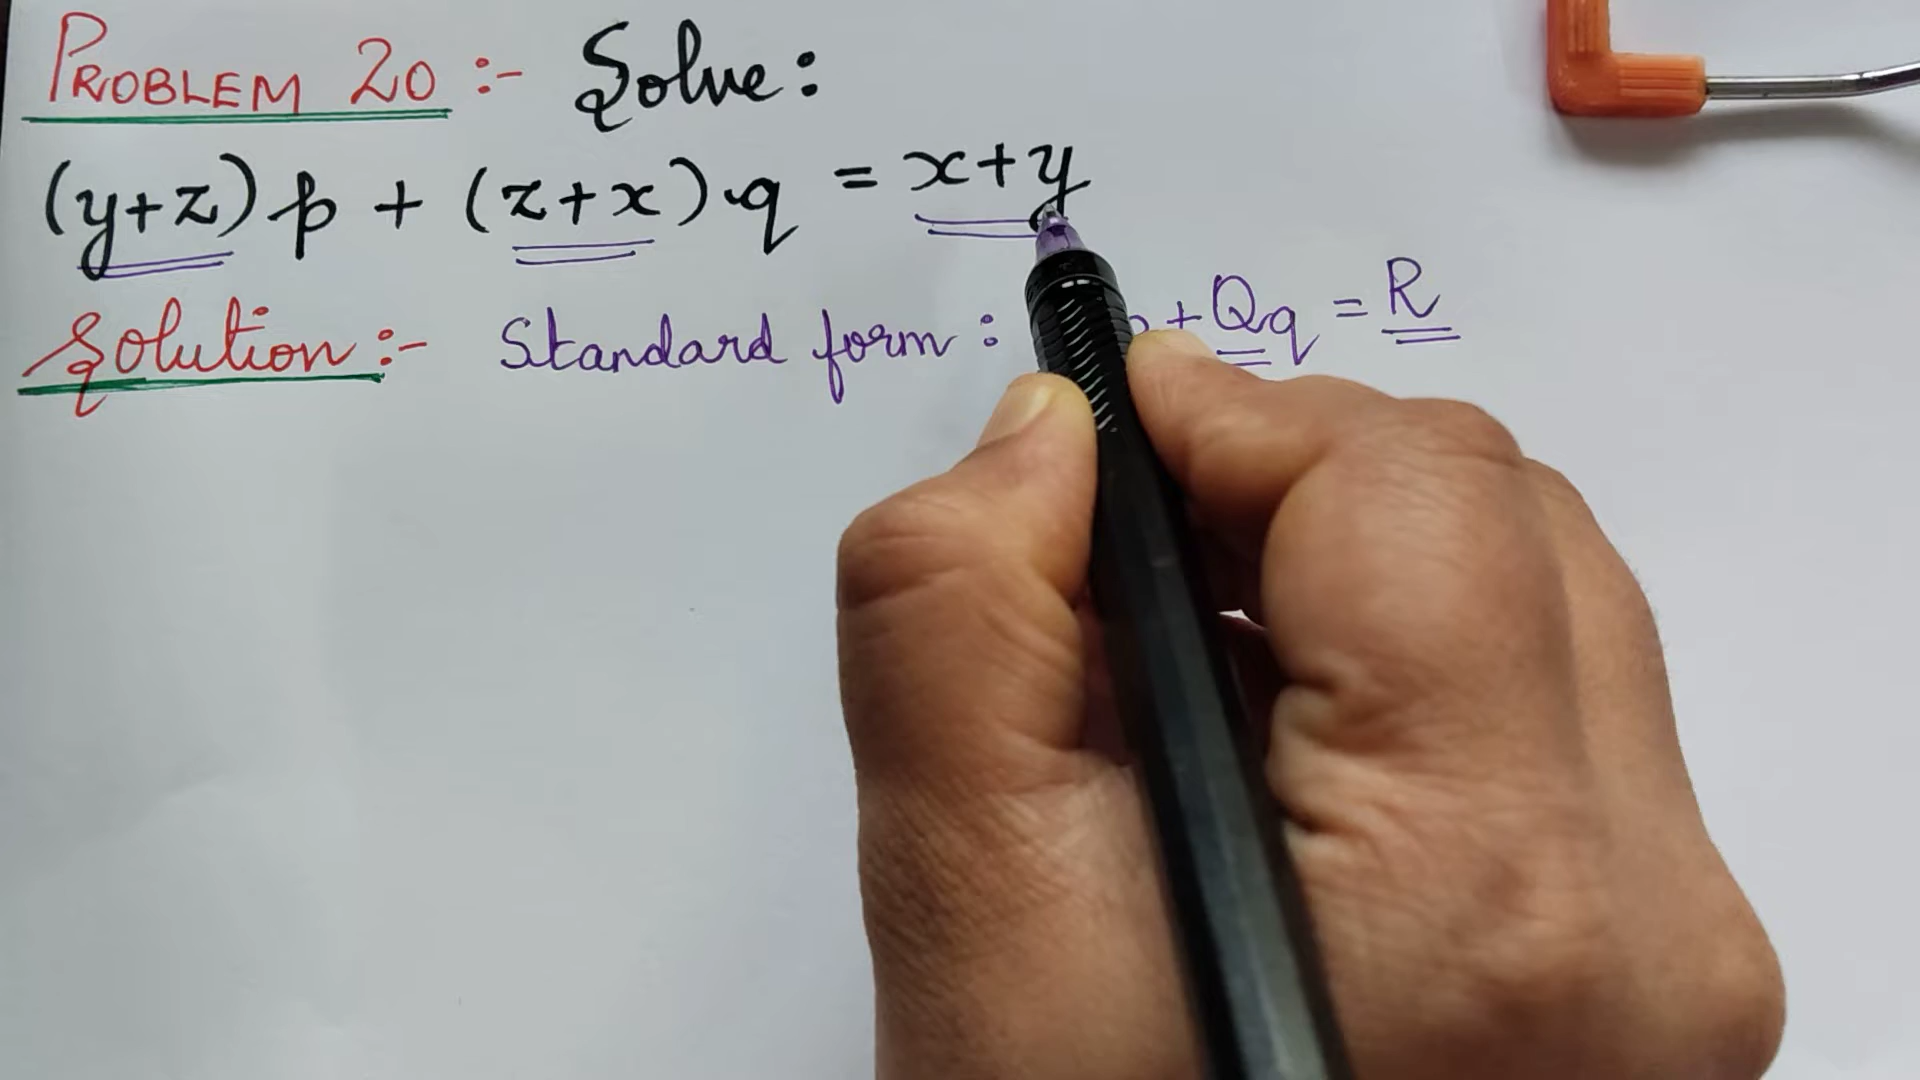 PROBLEM 20 :- Solve:
(y+z)p + (z+x)·q = x+y
Solution:- Standard form: + Qq = R